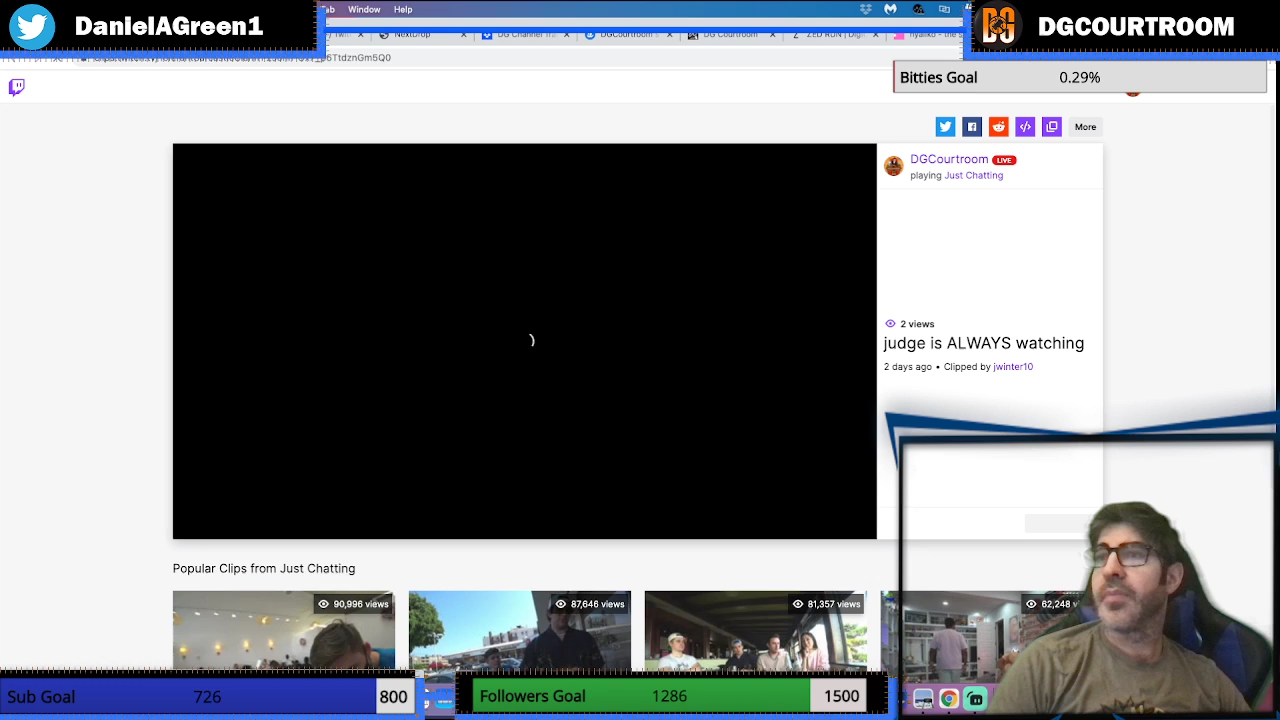 DanielAGreen1
Window Help
DGCOURTROOM
NextDrop
DG Courtroom
Bitties Goal 0.29%
More
DGCourtroom LIVE
playing Just Chatting
2 views
judge is ALWAYS watching
2 days ago • Clipped by jwinter10
Popular Clips from Just Chatting
90,996 views
87,646 views
81,357 views
62,248
Sub Goal 726 800
Followers Goal 1286 1500